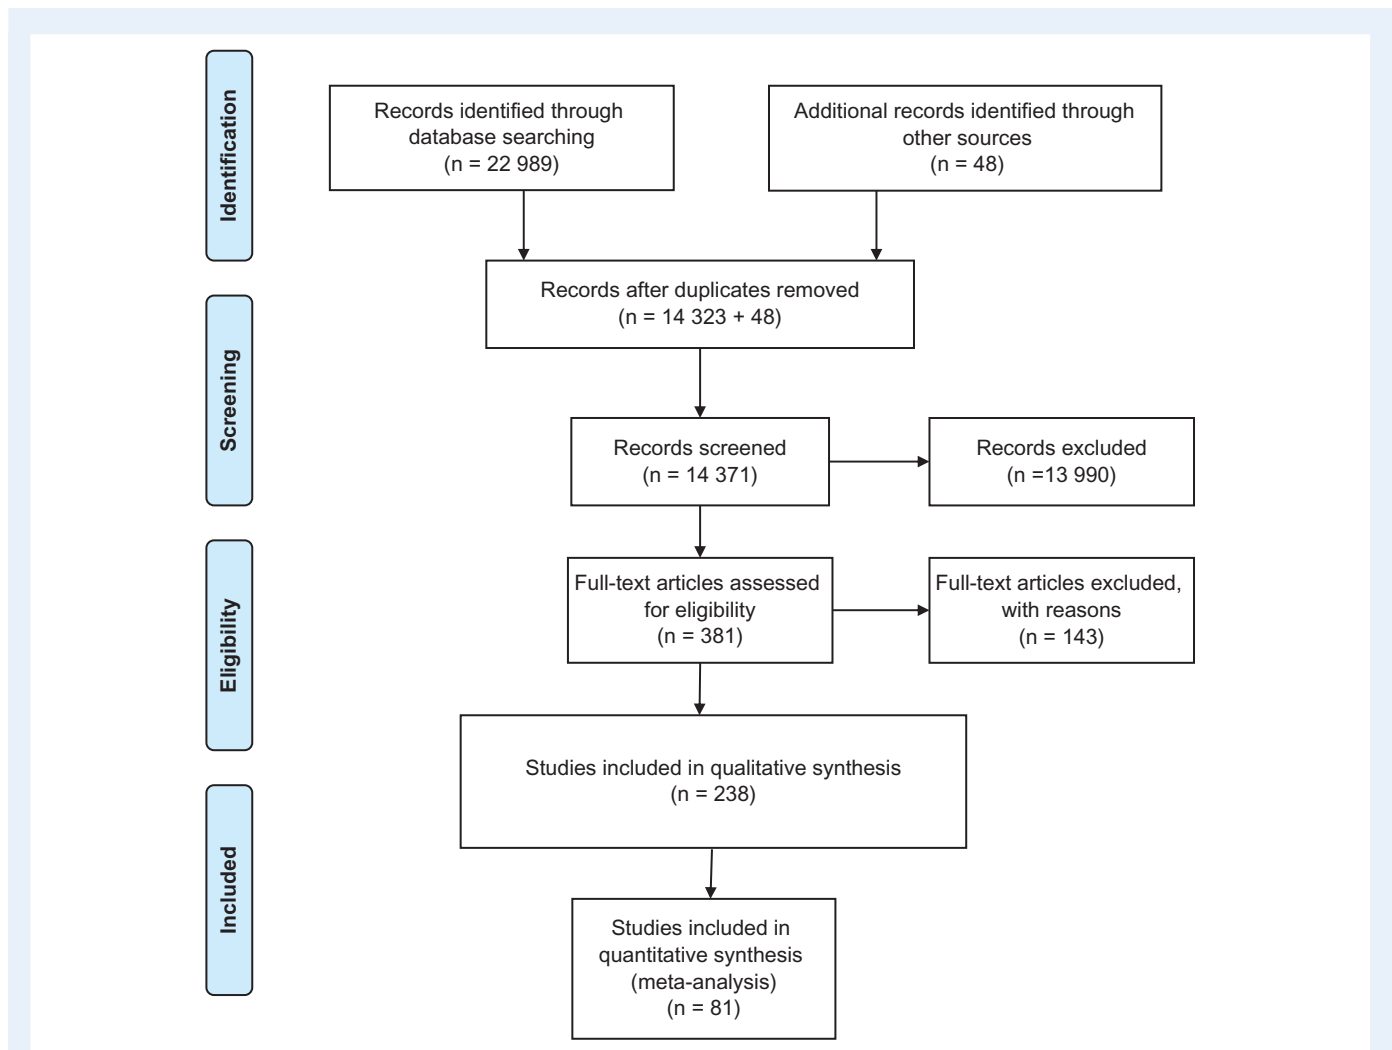 Identification
Records identified through
database searching
(n = 22 989)
Additional records identified through
other sources
(n = 48)
Records after duplicates removed
(n = 14 323 + 48)
Screening
Records screened
(n = 14 371)
Records excluded
(n =13 990)
Eligibility
Full-text articles assessed
for eligibility
(n = 381)
Full-text articles excluded,
with reasons
(n = 143)
Studies included in qualitative synthesis
(n = 238)
Included
Studies included in
quantitative synthesis
(meta-analysis)
(n = 81)